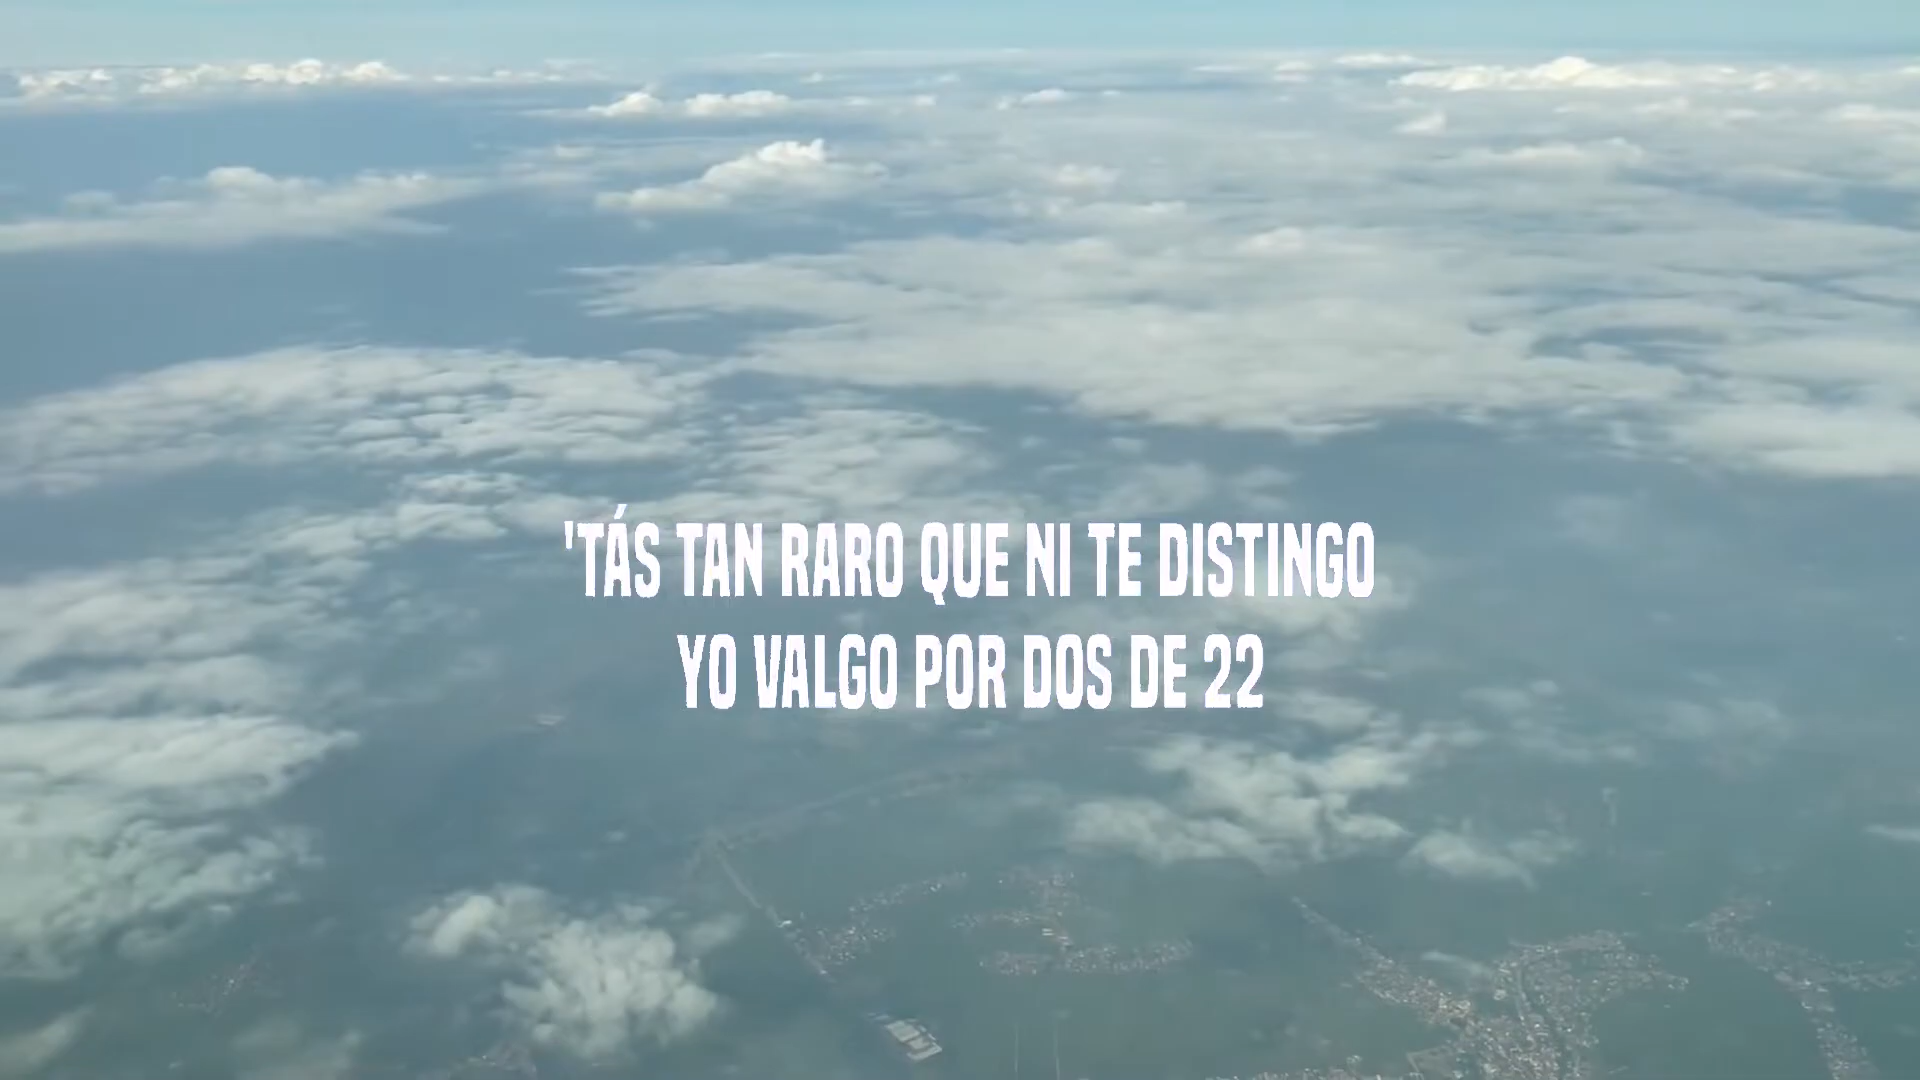 'TÁS TAN RARO QUE NI TE DISTINGO
YO VALGO POR DOS DE 22